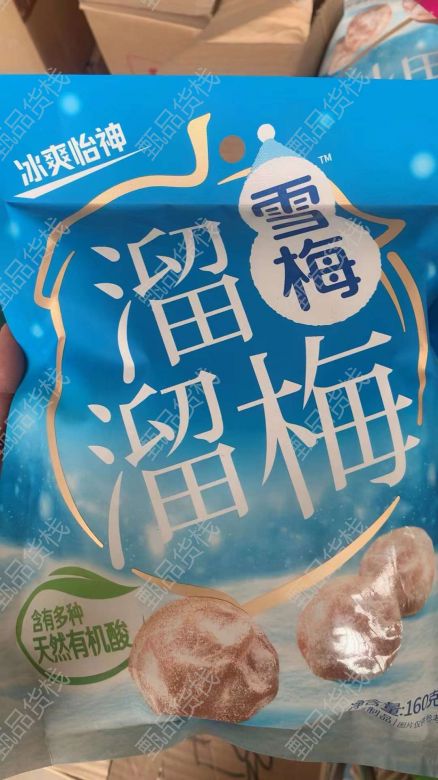 冰爽怡神
雪梅
TM
溜溜梅
含有多种
天然有机酸
净含量:160克
甄品货栈